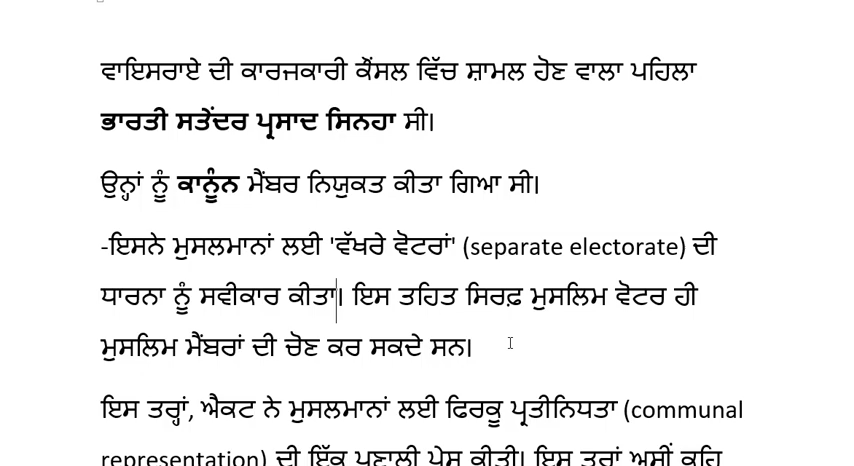 ਵਾਇਸਰਾਏ ਦੀ ਕਾਰਜਕਾਰੀ ਕੌਂਸਲ ਵਿੱਚ ਸ਼ਾਮਲ ਹੋਣ ਵਾਲਾ ਪਹਿਲਾ
ਭਾਰਤੀ ਸਤੇਂਦਰ ਪ੍ਰਸਾਦ ਸਿਨਹਾ ਸੀ।
ਉਨ੍ਹਾਂ ਨੂੰ ਕਾਨੂੰਨ ਮੈਂਬਰ ਨਿਯੁਕਤ ਕੀਤਾ ਗਿਆ ਸੀ।
-ਇਸਨੇ ਮੁਸਲਮਾਨਾਂ ਲਈ 'ਵੱਖਰੇ ਵੋਟਰਾਂ' (separate electorate) ਦੀ
ਧਾਰਨਾ ਨੂੰ ਸਵੀਕਾਰ ਕੀਤਾ। ਇਸ ਤਹਿਤ ਸਿਰਫ਼ ਮੁਸਲਿਮ ਵੋਟਰ ਹੀ
ਮੁਸਲਿਮ ਮੈਂਬਰਾਂ ਦੀ ਚੋਣ ਕਰ ਸਕਦੇ ਸਨ।
ਇਸ ਤਰ੍ਹਾਂ, ਐਕਟ ਨੇ ਮੁਸਲਮਾਨਾਂ ਲਈ ਫਿਰਕੂ ਪ੍ਰਤੀਨਿਧਤਾ (communal
representation) ਦੀ ਇੱਕ ਪ੍ਰਣਾਲੀ ਪੇਸ਼ ਕੀਤੀ। ਇਸ ਤਰਾਂ ਅਸੀਂ ਕਹਿ